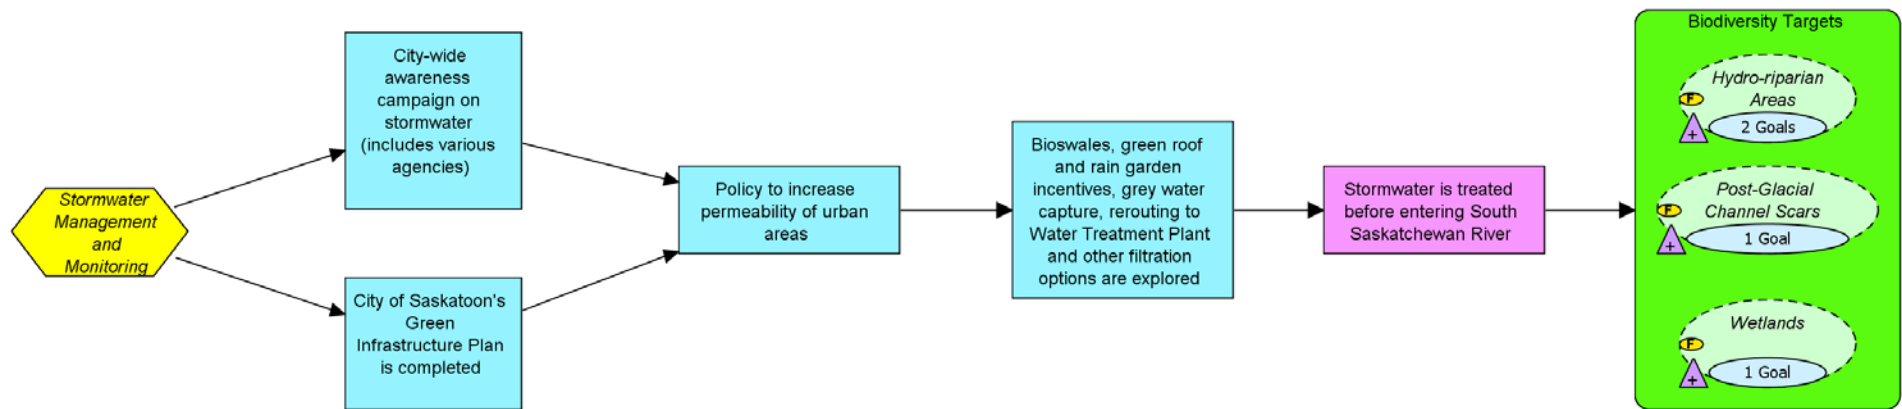 Stormwater
Management
and
Monitoring
City-wide
awareness
campaign on
stormwater
(includes various
agencies)
City of Saskatoon's
Green
Infrastructure Plan
is completed
Policy to increase
permeability of urban
areas
Bioswales, green roof
and rain garden
incentives, grey water
capture, rerouting to
Water Treatment Plant
and other filtration
options are explored
Stormwater is treated
before entering South
Saskatchewan River
Biodiversity Targets
Hydro-riparian
Areas
F
+
2 Goals
Post-Glacial
Channel Scars
F
+
1 Goal
Wetlands
F
+
1 Goal